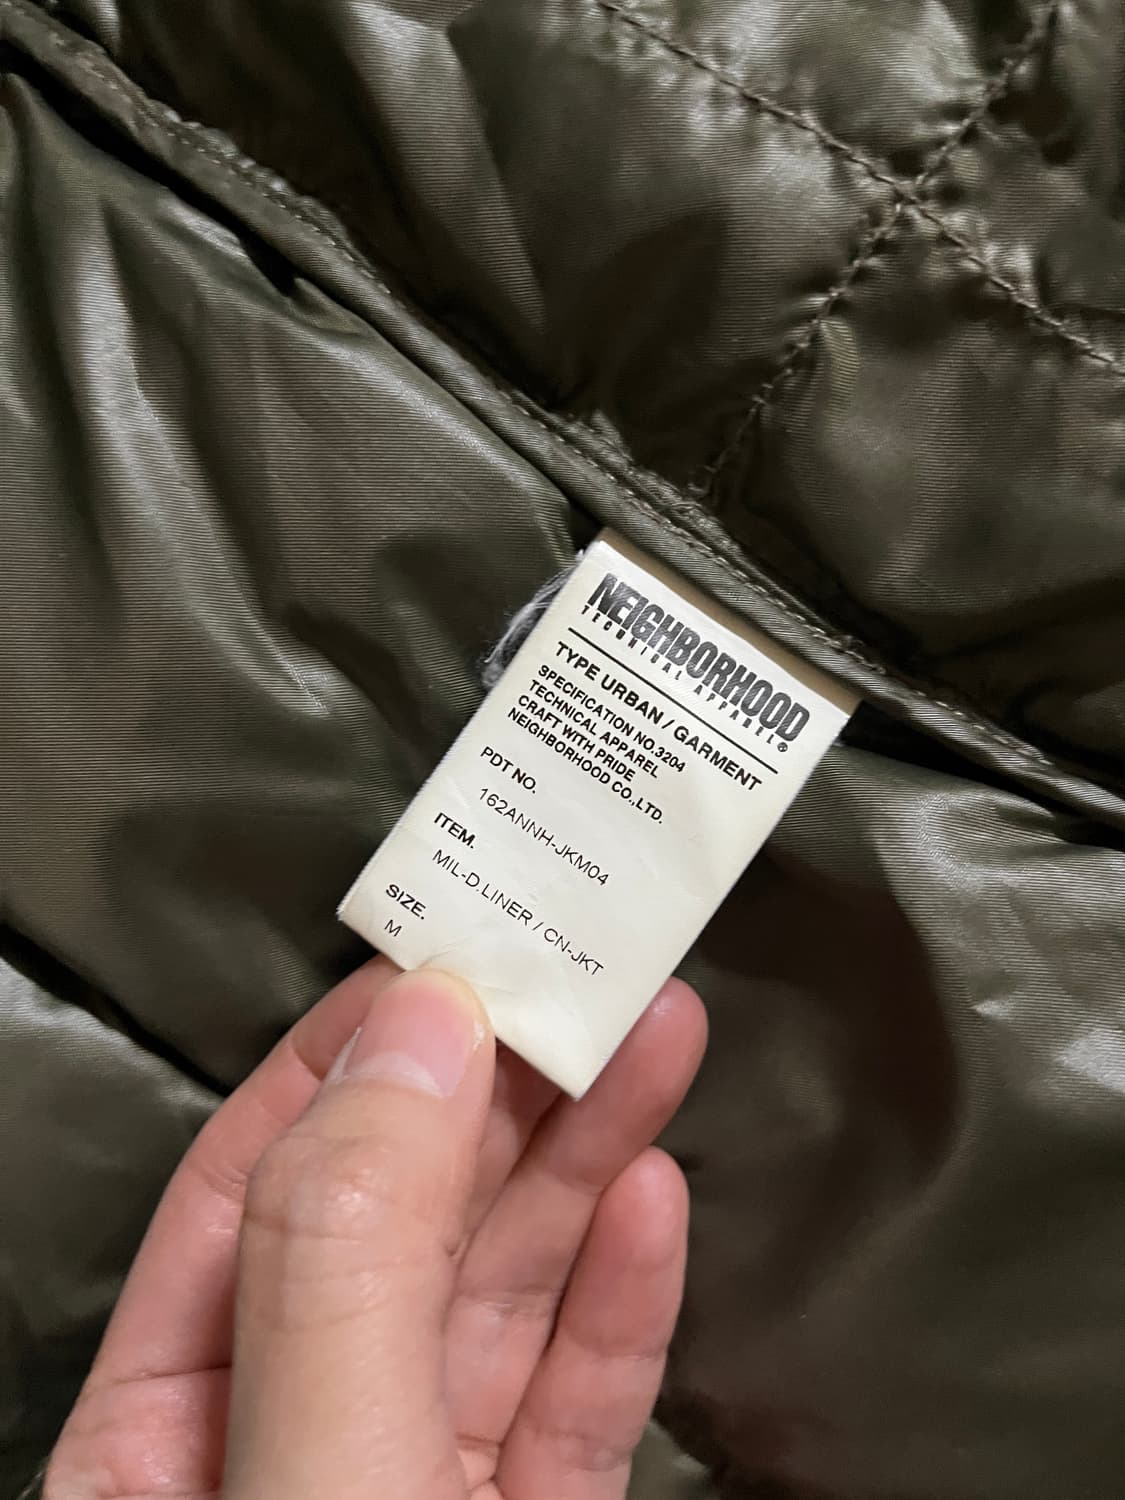 NEIGHBORHOOD
TECHNICAL APPAREL®
TYPE URBAN / GARMENT
SPECIFICATION NO.3204
TECHNICAL APPAREL
CRAFT WITH PRIDE
NEIGHBORHOOD CO.,LTD.
PDT NO.
162ANNH-JKM04
ITEM.
MIL-D.LINER / CN-JKT
SIZE.
M